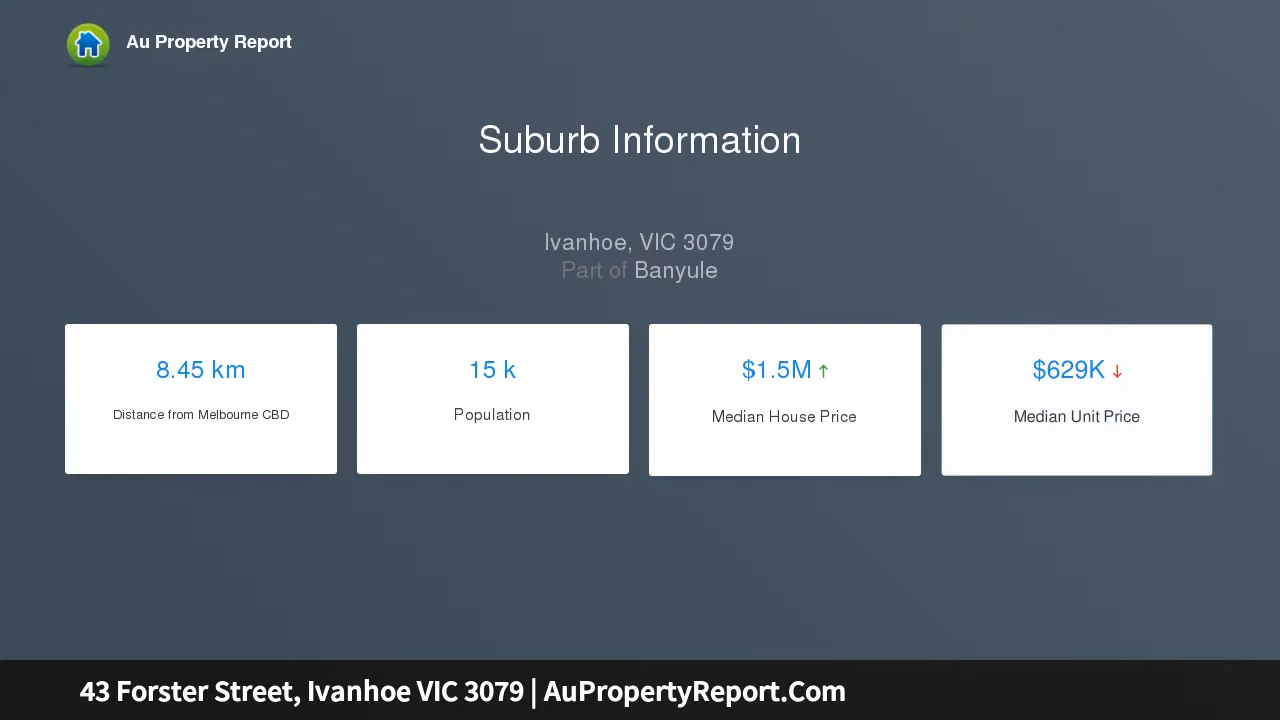 Au Property Report
Suburb Information
Ivanhoe, VIC 3079
Part of Banyule
8.45 km
Distance from Melbourne CBD
15 k
Population
$1.5M ↑
Median House Price
$629K ↓
Median Unit Price
43 Forster Street, Ivanhoe VIC 3079 | AuPropertyReport.Com